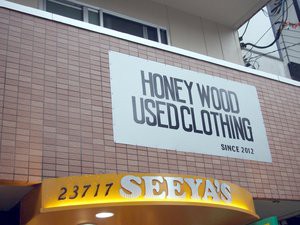 HONEY WOOD
USED CLOTHING
SINCE 2012
23717 SEEYA'S